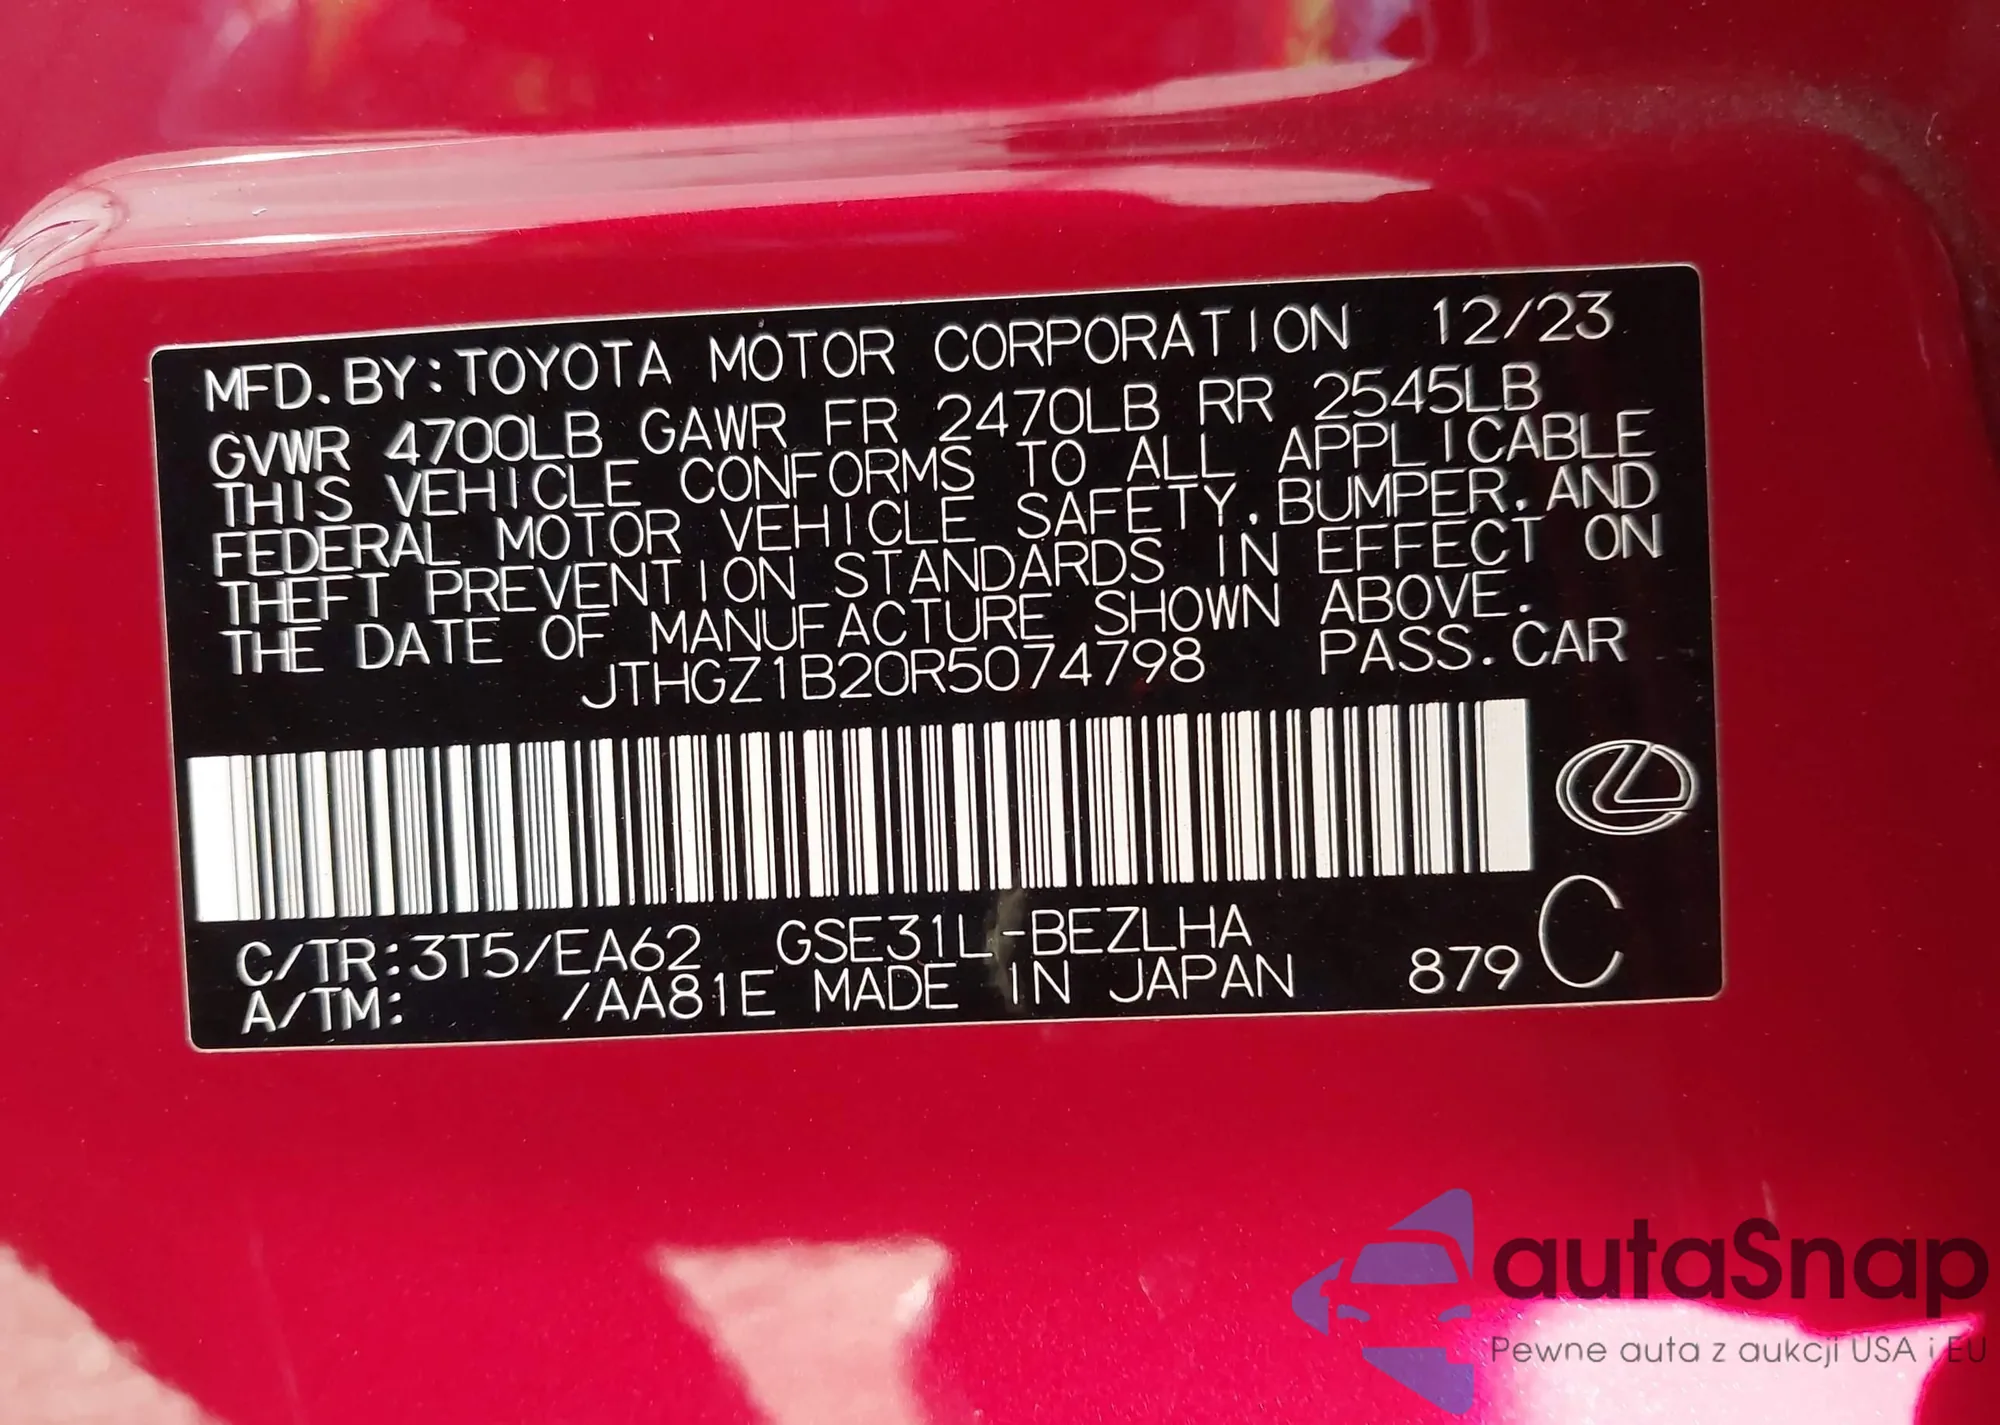 MFD.BY:TOYOTA MOTOR CORPORATION 12/23
GVWR 4700LB GAWR FR 2470LB RR 2545LB
THIS VEHICLE CONFORMS TO ALL APPLICABLE
FEDERAL MOTOR VEHICLE SAFETY,BUMPER,AND
THEFT PREVENTION STANDARDS IN EFFECT ON
THE DATE OF MANUFACTURE SHOWN ABOVE.
JTHGZ1B20R5074798 PASS.CAR
C/TR:3T5/EA62 GSE31L-BEZLHA
A/TM: /AA81E MADE IN JAPAN 879 C
autaSnap
Pewne auta z aukcji USA i EU